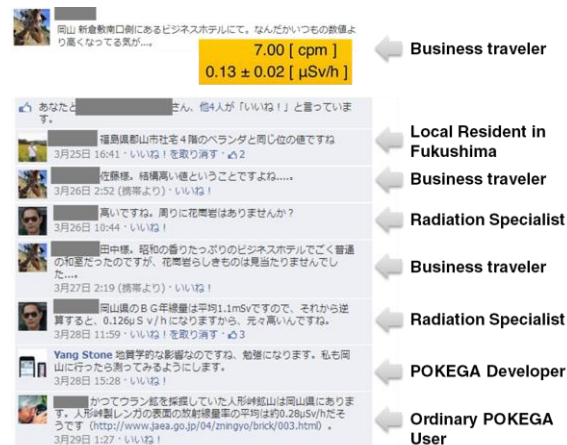 岡山 新倉敷南口側にあるビジネスホテルにて。なんだかいつもの数値よ
り高くなってる気が...。
7.00 [ cpm ]
0.13 ± 0.02 [ µSv/h ]
Business traveler
あなたと さん、他4人が「いいね！」と言っていま
す。
福島県郡山市社宅４階のベランダと同じ位の値ですね
3月25日 16:41 · いいね！を取り消す · 2
Local Resident in
Fukushima
佐藤様。結構高い値ということですよね....。
3月26日 2:52 (携帯より) · いいね！
Business traveler
高いですね。周りに花崗岩はありませんか？
3月26日 10:44 · いいね！
Radiation Specialist
田中様。昭和の香りたっぷりのビジネスホテルでごく普通
の和室だったのですが、花崗岩らしきものは見当たりませんでし
た...。
3月27日 2:19 (携帯より) · いいね！
Business traveler
岡山県のＢＧ年線量は平均1.1mSvですので、それから逆
算すると、0.126μＳｖ/ｈになりますから、元々高いんですね。
3月28日 11:59 · いいね！を取り消す · 3
Radiation Specialist
Yang Stone 地質学的な影響なのですね、勉強になります。私も岡
山に行ったら測ってみるようにします。
3月28日 15:28 · いいね！
POKEGA Developer
かつてウラン鉱を採掘していた人形峠鉱山は岡山県にありま
す。人形峠製レンガの表面の放射線量率の平均は約0.28μSv/hだそ
うです（http://www.jaea.go.jp/04/zningyo/brick/003.html）。
3月29日 1:27 · いいね！
Ordinary POKEGA
User